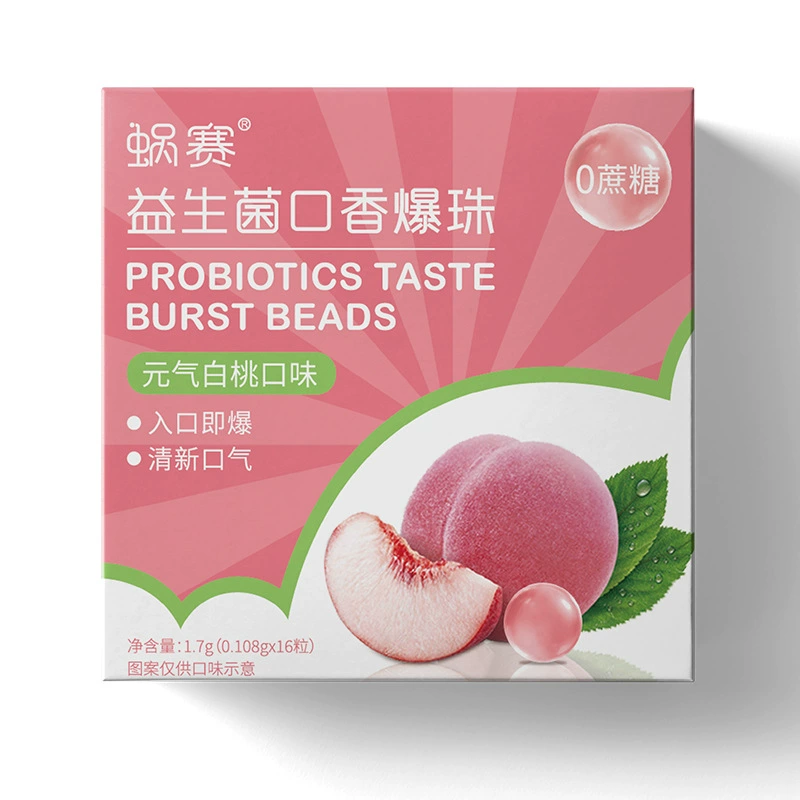 蜗赛®
0蔗糖
益生菌口香爆珠
PROBIOTICS TASTE
BURST BEADS
元气白桃口味
●入口即爆
●清新口气
净含量:1.7g(0.108gx16粒)
图案仅供口味示意